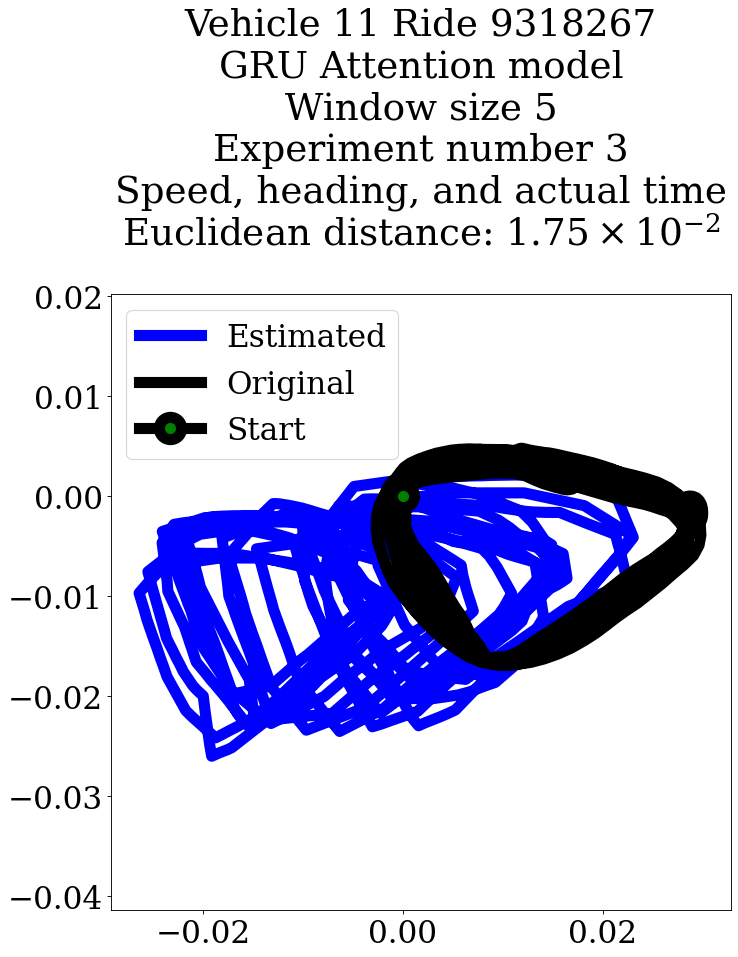 Vehicle 11 Ride 9318267
GRU Attention model
Window size 5
Experiment number 3
Speed, heading, and actual time
Euclidean distance: 1.75 × 10⁻²
0.02
Estimated
0.01
Original
Start
0.00
−0.01
−0.02
−0.03
−0.04
−0.02 0.00 0.02